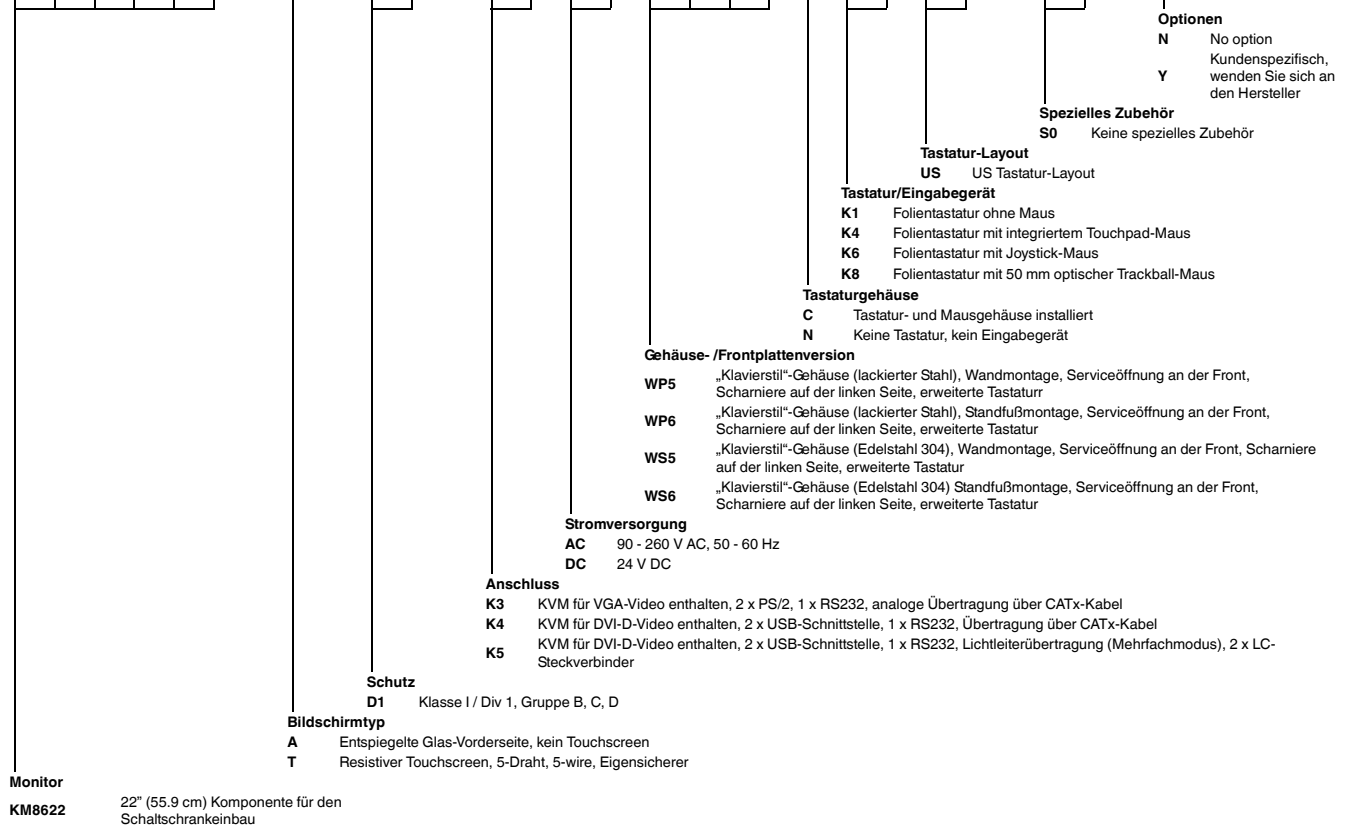 Optionen
N No option
Y Kundenspezifisch,
wenden Sie sich an
den Hersteller
Spezielles Zubehör
S0 Keine spezielles Zubehör
Tastatur-Layout
US US Tastatur-Layout
Tastatur/Eingabegerät
K1 Folientastatur ohne Maus
K4 Folientastatur mit integriertem Touchpad-Maus
K6 Folientastatur mit Joystick-Maus
K8 Folientastatur mit 50 mm optischer Trackball-Maus
Tastaturgehäuse
C Tastatur- und Mausgehäuse installiert
N Keine Tastatur, kein Eingabegerät
Gehäuse- /Frontplattenversion
WP5 „Klavierstil“-Gehäuse (lackierter Stahl), Wandmontage, Serviceöffnung an der Front,
Scharniere auf der linken Seite, erweiterte Tastaturr
WP6 „Klavierstil“-Gehäuse (lackierter Stahl), Standfußmontage, Serviceöffnung an der Front,
Scharniere auf der linken Seite, erweiterte Tastatur
WS5 „Klavierstil“-Gehäuse (Edelstahl 304), Wandmontage, Serviceöffnung an der Front, Scharniere
auf der linken Seite, erweiterte Tastatur
WS6 „Klavierstil“-Gehäuse (Edelstahl 304) Standfußmontage, Serviceöffnung an der Front,
Scharniere auf der linken Seite, erweiterte Tastatur
Stromversorgung
AC 90 - 260 V AC, 50 - 60 Hz
DC 24 V DC
Anschluss
K3 KVM für VGA-Video enthalten, 2 x PS/2, 1 x RS232, analoge Übertragung über CATx-Kabel
K4 KVM für DVI-D-Video enthalten, 2 x USB-Schnittstelle, 1 x RS232, Übertragung über CATx-Kabel
K5 KVM für DVI-D-Video enthalten, 2 x USB-Schnittstelle, 1 x RS232, Lichtleiterübertragung (Mehrfachmodus), 2 x LC-
Steckverbinder
Schutz
D1 Klasse I / Div 1, Gruppe B, C, D
Bildschirmtyp
A Entspiegelte Glas-Vorderseite, kein Touchscreen
T Resistiver Touchscreen, 5-Draht, 5-wire, Eigensicherer
Monitor
KM8622 22” (55.9 cm) Komponente für den
Schaltschrankeinbau